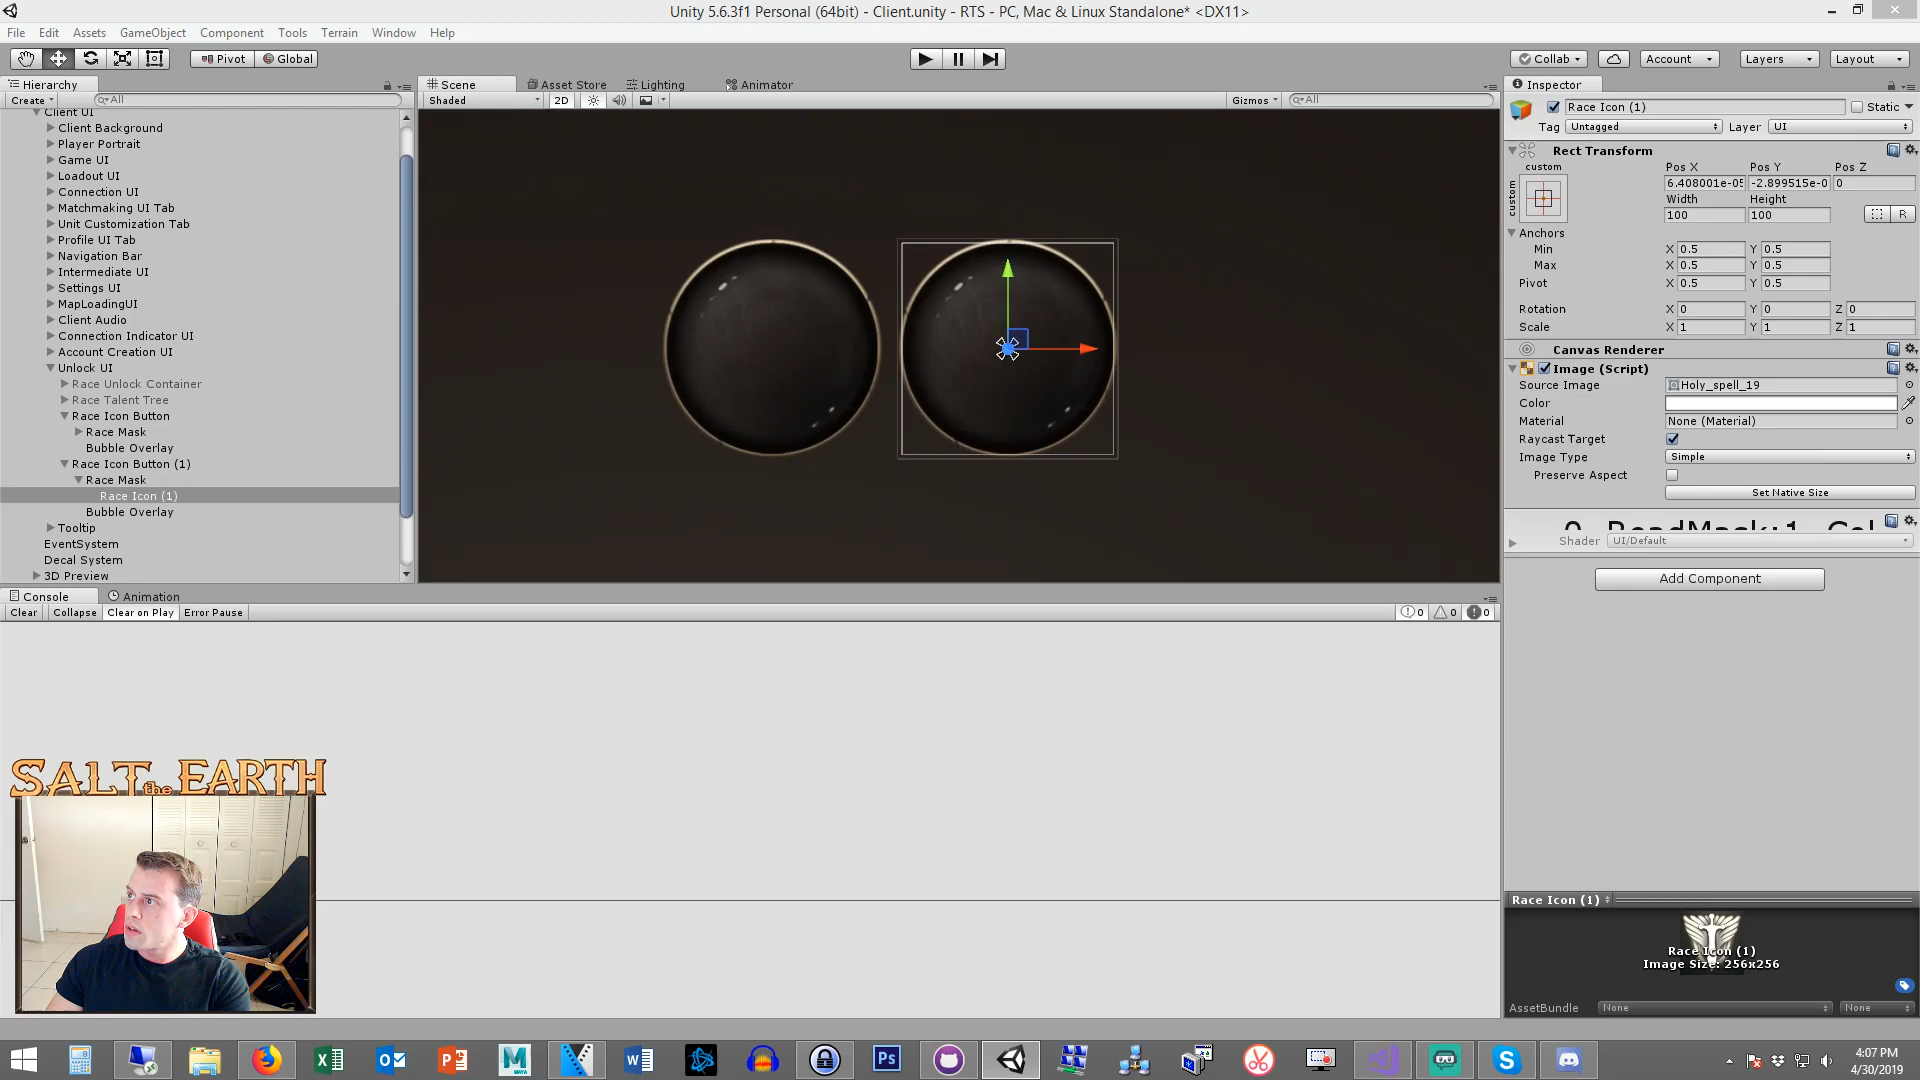 Unity 5.6.3f1 Personal (64bit) - Client.unity - RTS - PC, Mac & Linux Standalone* <DX11>
File Edit Assets GameObject Component Tools Terrain Window Help
Pivot Global Collab Account Layers Layout
Hierarchy
Create All
Client UI
Client Background
Player Portrait
Game UI
Loadout UI
Connection UI
Matchmaking UI Tab
Unit Customization Tab
Profile UI Tab
Navigation Bar
Intermediate UI
Settings UI
MapLoadingUI
Client Audio
Connection Indicator UI
Account Creation UI
Unlock UI
Race Unlock Container
Race Talent Tree
Race Icon Button
Race Mask
Bubble Overlay
Race Icon Button (1)
Race Mask
Race Icon (1)
Bubble Overlay
Tooltip
EventSystem
Decal System
3D Preview
Scene Asset Store Lighting Animator
Shaded 2D Gizmos All
Inspector
Race Icon (1) Static
Tag Untagged Layer UI
Rect Transform
custom Pos X Pos Y Pos Z
custom
6.408001e-05 -2.899515e-0 0
Width Height
100 100 R
Anchors
Min X 0.5 Y 0.5
Max X 0.5 Y 0.5
Pivot X 0.5 Y 0.5
Rotation X 0 Y 0 Z 0
Scale X 1 Y 1 Z 1
Canvas Renderer
Image (Script)
Source Image Holy_spell_19
Color
Material None (Material)
Raycast Target
Image Type Simple
Preserve Aspect
Set Native Size
Shader UI/Default
Add Component
Console Animation
Clear Collapse Clear on Play Error Pause 0 0 0
SALT the EARTH
Race Icon (1)
Race Icon (1)
Image Size: 256x256
AssetBundle None None
Ps
4:07 PM
4/30/2019